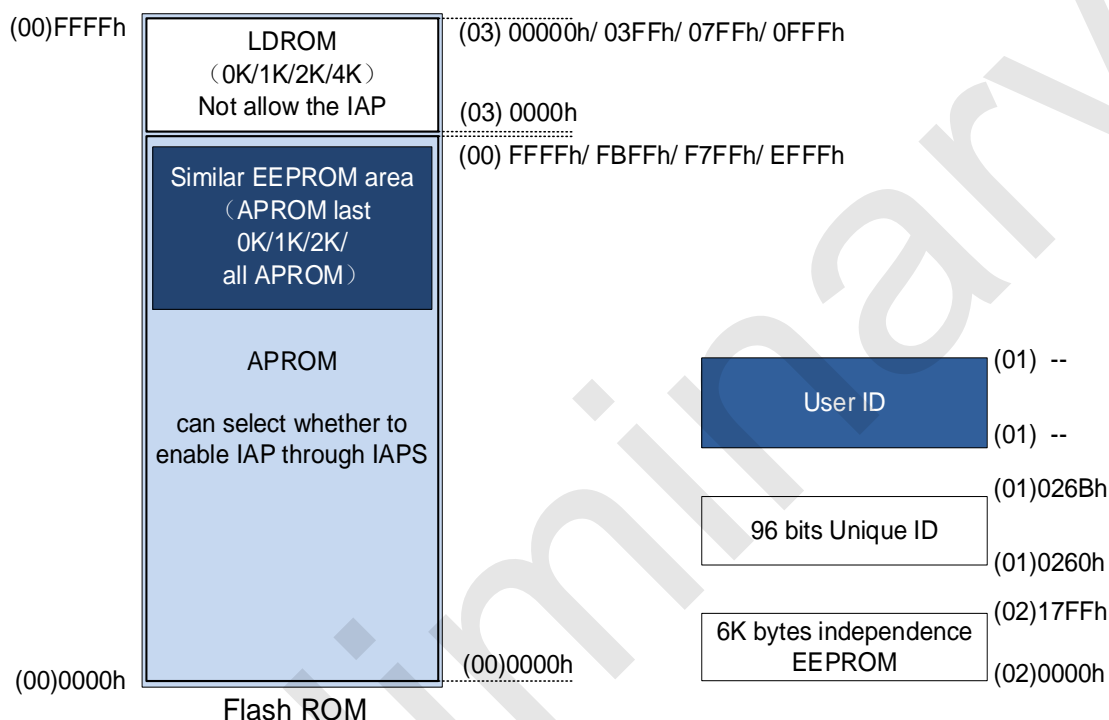 (00)FFFFh
LDROM
（0K/1K/2K/4K）
Not allow the IAP
(03) 00000h/ 03FFh/ 07FFh/ 0FFFh
(03) 0000h
(00) FFFFh/ FBFFh/ F7FFh/ EFFFh
Similar EEPROM area
（APROM last
0K/1K/2K/
all APROM）
APROM
can select whether to
enable IAP through IAPS
(00)0000h
(00)0000h
Flash ROM
User ID
(01) --
(01) --
96 bits Unique ID
(01)026Bh
(01)0260h
6K bytes independence
EEPROM
(02)17FFh
(02)0000h
liminary